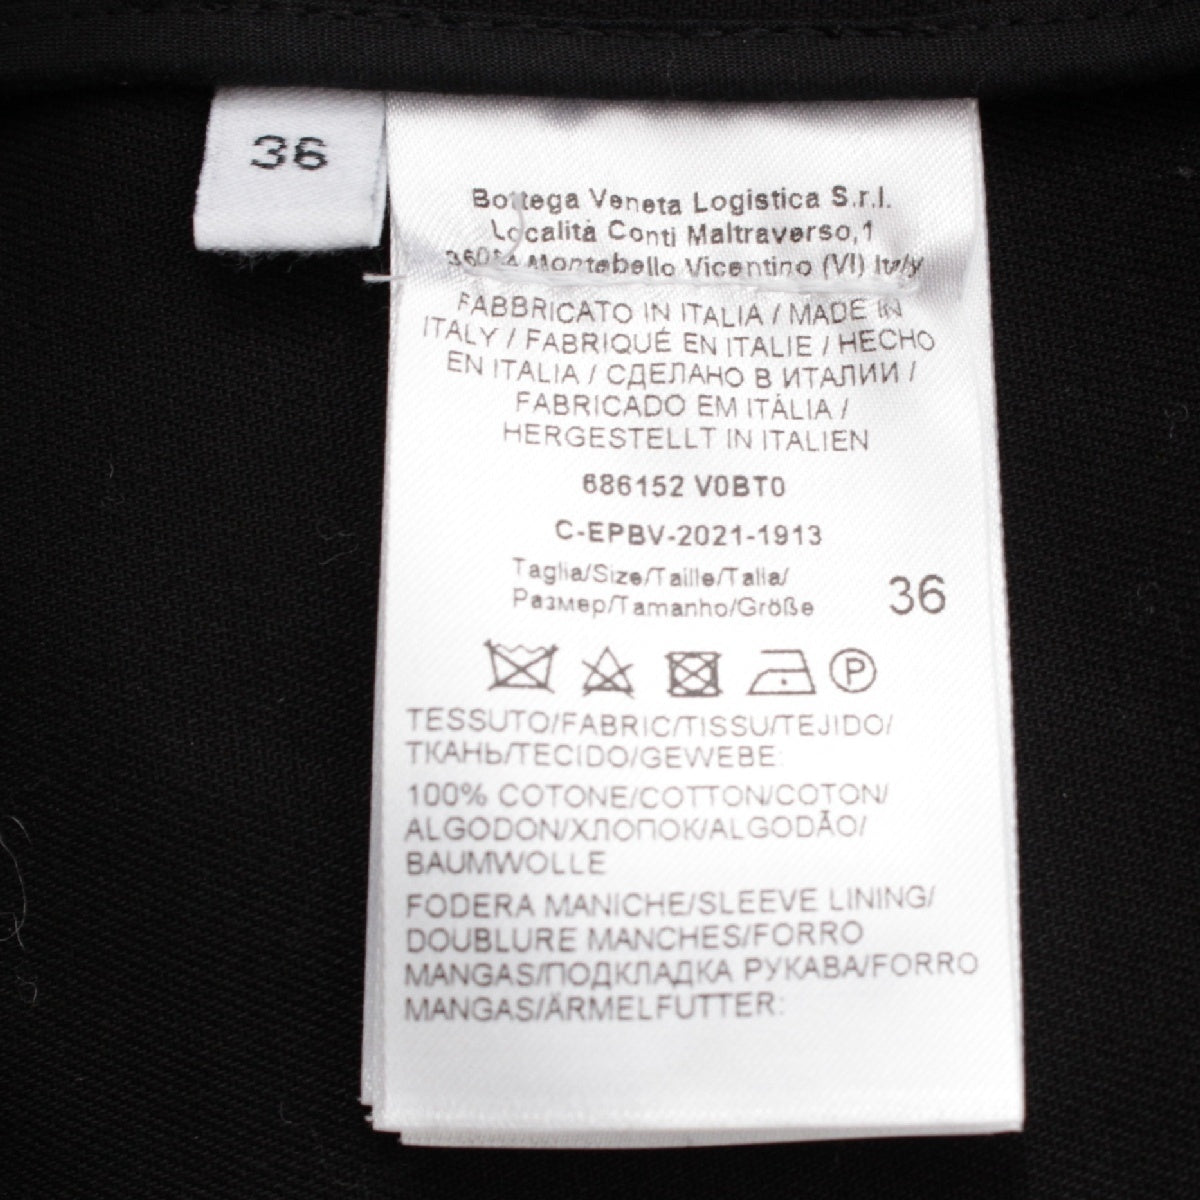 36
Bottega Veneta Logistica S.r.l.
Località Conti Maltraverso,1
36054 Montebello Vicentino (VI) Italy
FABBRICATO IN ITALIA / MADE IN
ITALY / FABRIQUÉ EN ITALIE / HECHO
EN ITALIA / СДЕЛАНО В ИТАЛИИ /
FABRICADO EM ITÁLIA /
HERGESTELLT IN ITALIEN
686152 V0BT0
C-EPBV-2021-1913
Taglia/Size/Taille/Talla/
Размер/Tamanho/Größe
36
P
TESSUTO/FABRIC/TISSU/TEJIDO/
ТКАНЬ/TECIDO/GEWEBE:
100% COTONE/COTTON/COTON/
ALGODON/ХЛОПОК/ALGODÃO/
BAUMWOLLE
FODERA MANICHE/SLEEVE LINING/
DOUBLURE MANCHES/FORRO
MANGAS/ПОДКЛАДКА РУКАВА/FORRO
MANGAS/ÄRMELFUTTER: